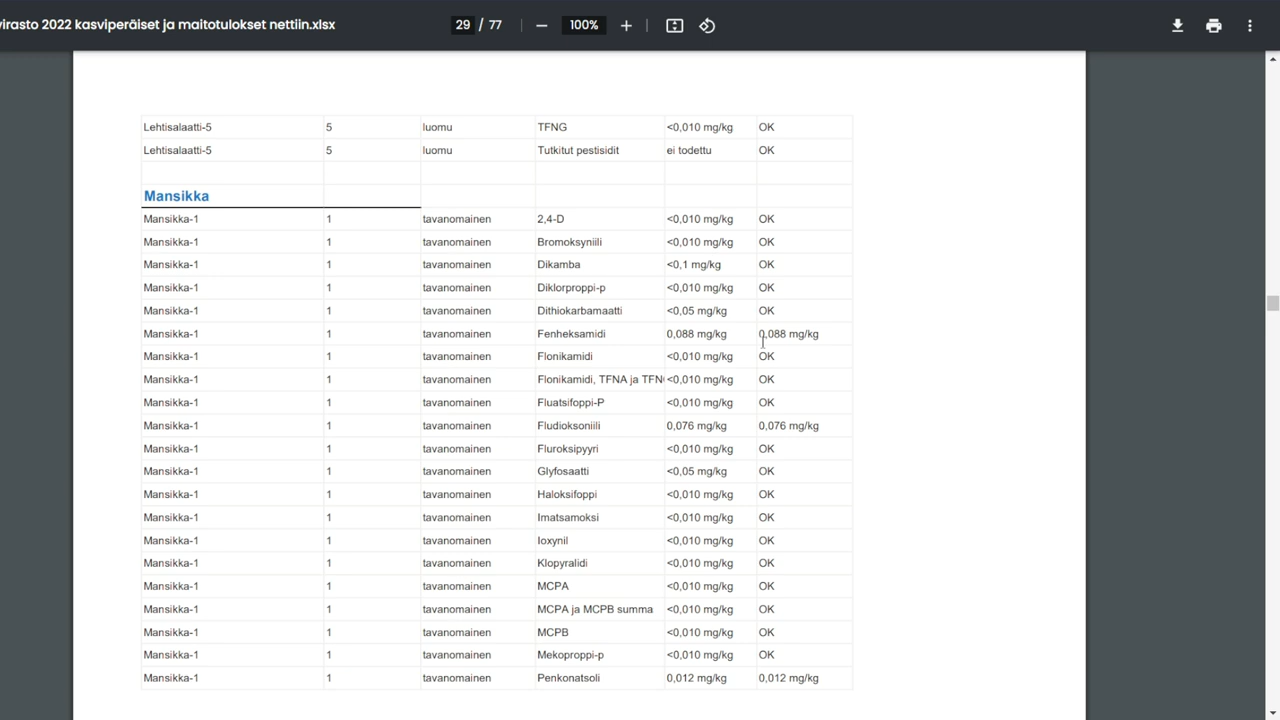 virasto 2022 kasviperäiset ja maitotulokset nettiin.xlsx 29 / 77 100%
Lehtisalaatti-5 5 luomu TFNG <0,010 mg/kg OK
Lehtisalaatti-5 5 luomu Tutkitut pestisidit ei todettu OK
Mansikka
Mansikka-1 1 tavanomainen 2,4-D <0,010 mg/kg OK
Mansikka-1 1 tavanomainen Bromoksyniili <0,010 mg/kg OK
Mansikka-1 1 tavanomainen Dikamba <0,1 mg/kg OK
Mansikka-1 1 tavanomainen Diklorproppi-p <0,010 mg/kg OK
Mansikka-1 1 tavanomainen Dithiokarbamaatti <0,05 mg/kg OK
Mansikka-1 1 tavanomainen Fenheksamidi 0,088 mg/kg 0,088 mg/kg
Mansikka-1 1 tavanomainen Flonikamidi <0,010 mg/kg OK
Mansikka-1 1 tavanomainen Flonikamidi, TFNA ja TFN <0,010 mg/kg OK
Mansikka-1 1 tavanomainen Fluatsifoppi-P <0,010 mg/kg OK
Mansikka-1 1 tavanomainen Fludioksoniili 0,076 mg/kg 0,076 mg/kg
Mansikka-1 1 tavanomainen Fluroksipyyri <0,010 mg/kg OK
Mansikka-1 1 tavanomainen Glyfosaatti <0,05 mg/kg OK
Mansikka-1 1 tavanomainen Haloksifoppi <0,010 mg/kg OK
Mansikka-1 1 tavanomainen Imatsamoksi <0,010 mg/kg OK
Mansikka-1 1 tavanomainen Ioxynil <0,010 mg/kg OK
Mansikka-1 1 tavanomainen Klopyralidi <0,010 mg/kg OK
Mansikka-1 1 tavanomainen MCPA <0,010 mg/kg OK
Mansikka-1 1 tavanomainen MCPA ja MCPB summa <0,010 mg/kg OK
Mansikka-1 1 tavanomainen MCPB <0,010 mg/kg OK
Mansikka-1 1 tavanomainen Mekoproppi-p <0,010 mg/kg OK
Mansikka-1 1 tavanomainen Penkonatsoli 0,012 mg/kg 0,012 mg/kg